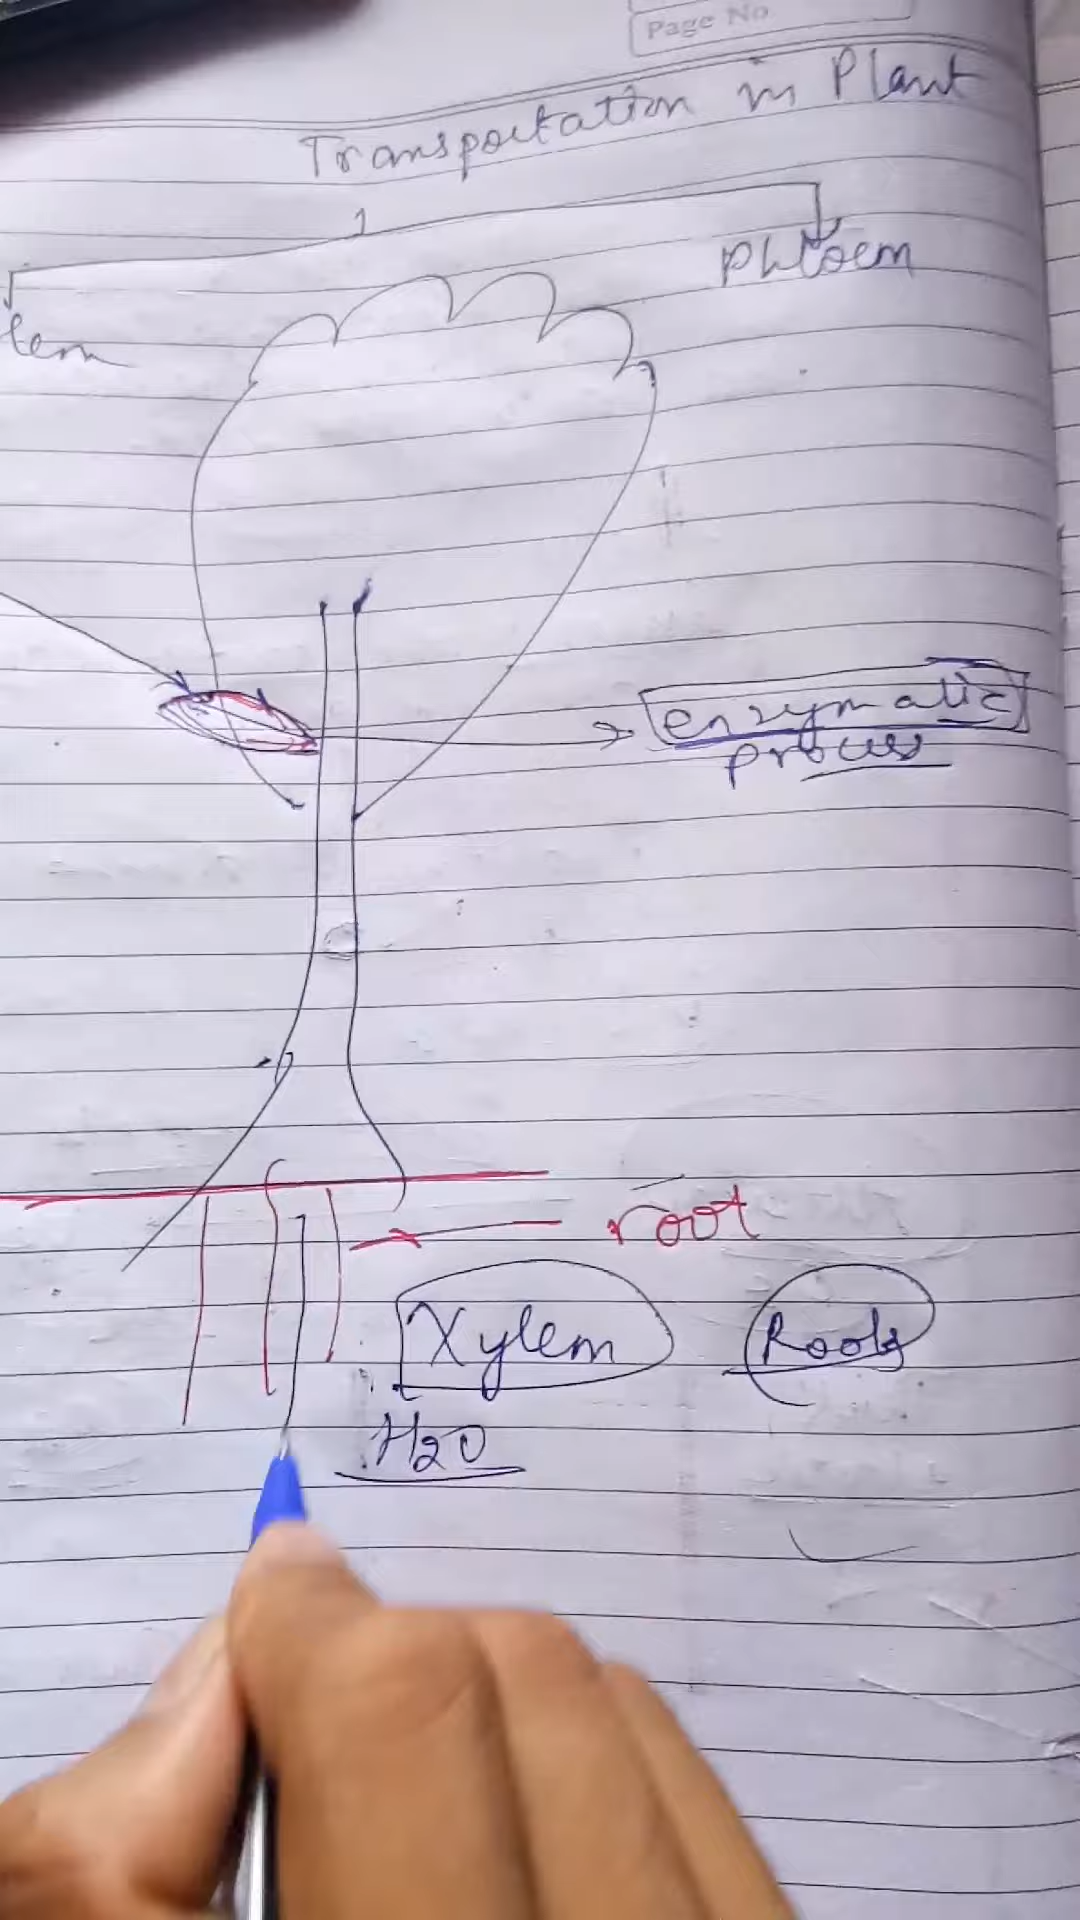 Page No
Transportation in Plant
Phloem
lem
enzymatic
process
root
Xylem
Roots
H2O